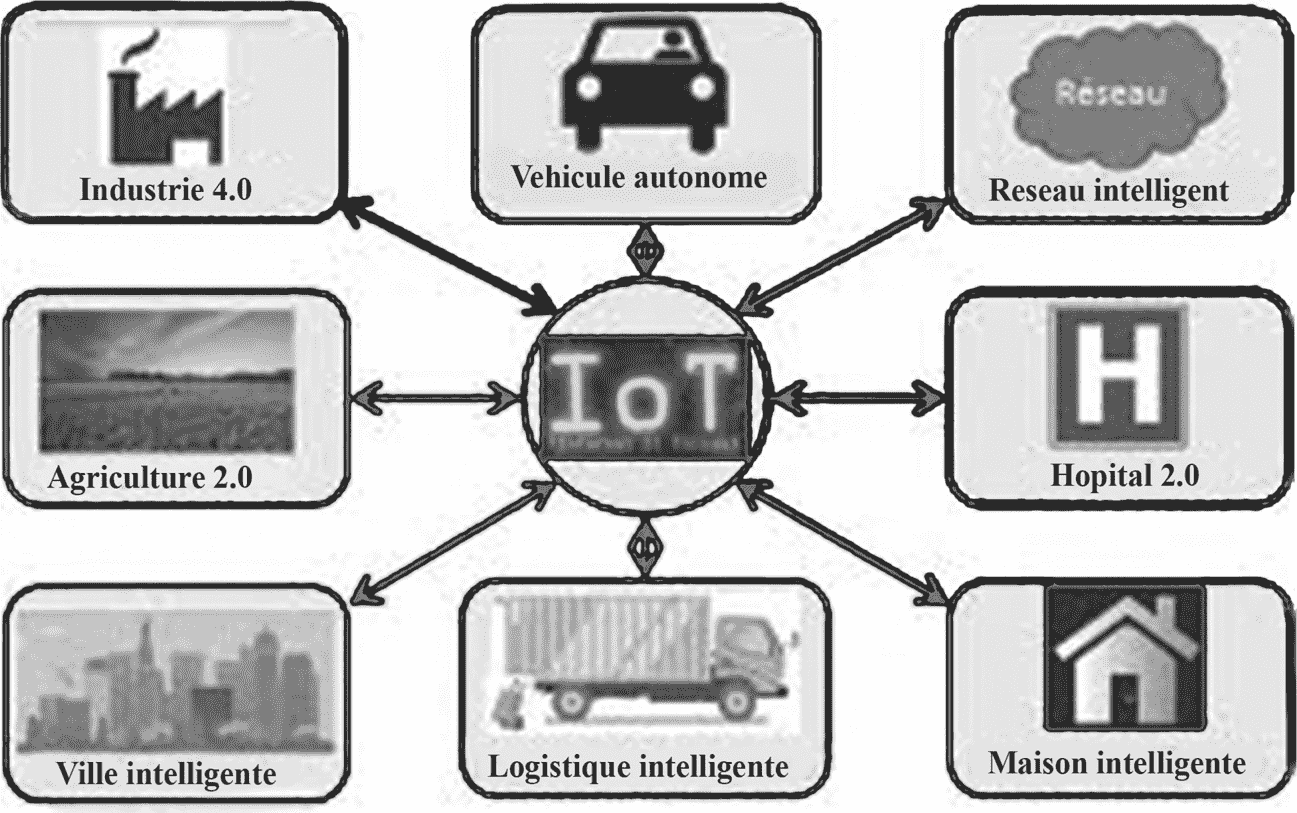 Industrie 4.0
Vehicule autonome
Réseau
Reseau intelligent
Agriculture 2.0
IoT
Hopital 2.0
Ville intelligente
Logistique intelligente
Maison intelligente